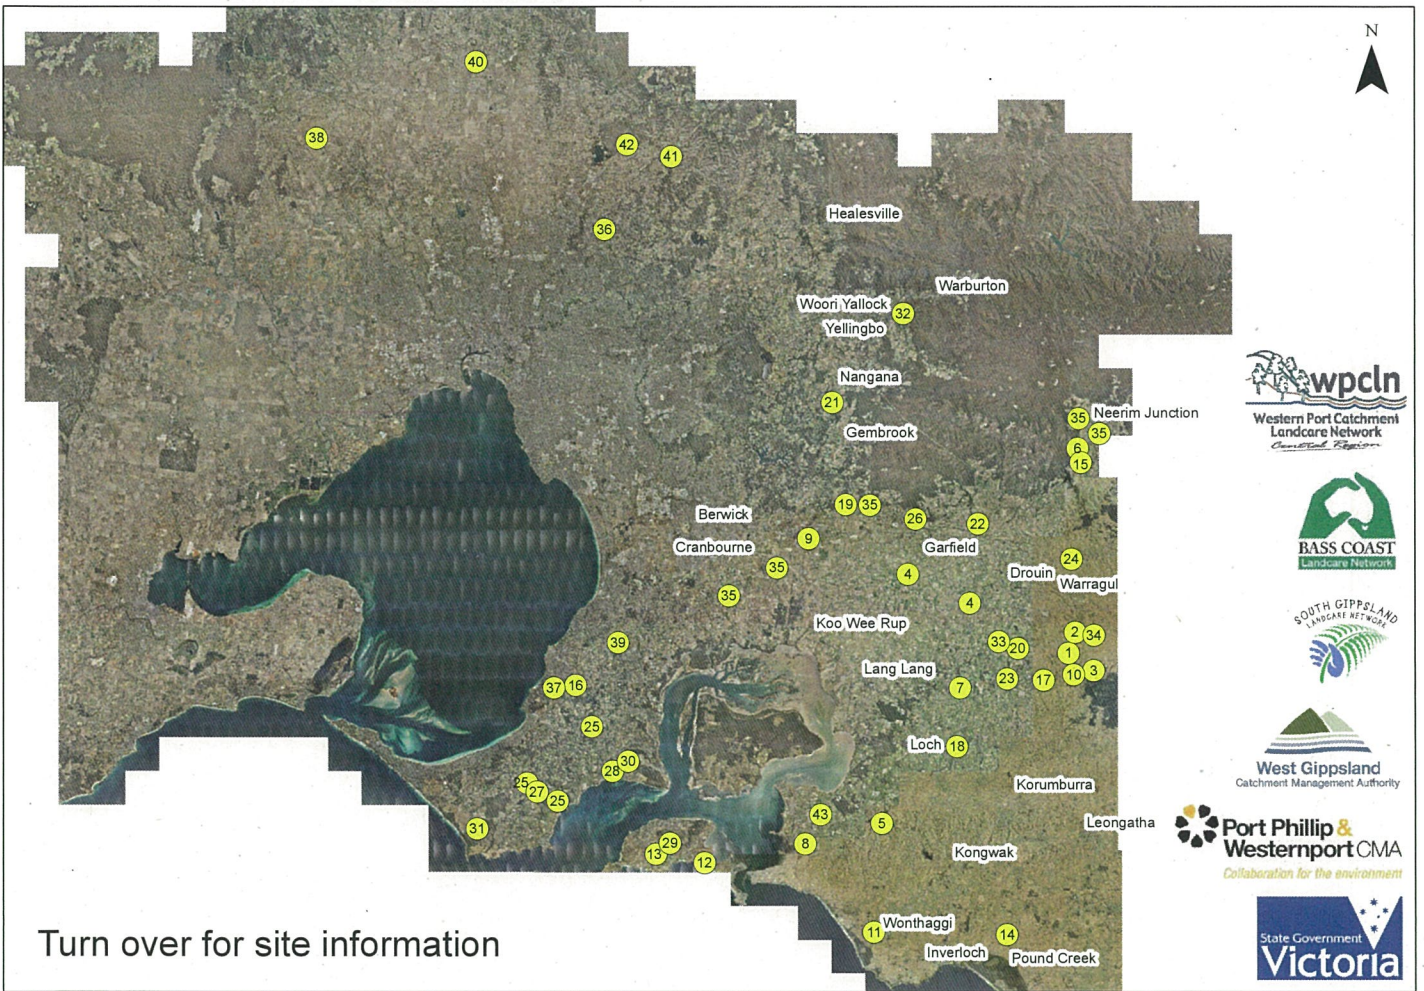 N
40
38
42
41
Healesville
36
Warburton
Woori Yallock
32
Yellingbo
Nangana
21
35
Neerim Junction
Gembrook
35
6
15
19
35
Berwick
26
22
9
Cranbourne
Garfield
24
35
4
Drouin
Warragul
35
4
Koo Wee Rup
2
34
39
33
20
1
Lang Lang
10
3
23
17
37
16
7
25
Loch
18
30
28
25
27
25
Korumburra
43
5
Leongatha
31
29
8
13
12
Kongwak
Wonthaggi
11
14
Inverloch
Pound Creek
Turn over for site information
wpcln
Western Port Catchment
Landcare Network
Central Region
BASS COAST
Landcare Network
SOUTH GIPPSLAND
LANDCARE NETWORK
West Gippsland
Catchment Management Authority
Port Phillip &
Westernport CMA
Collaboration for the environment
State Government
Victoria